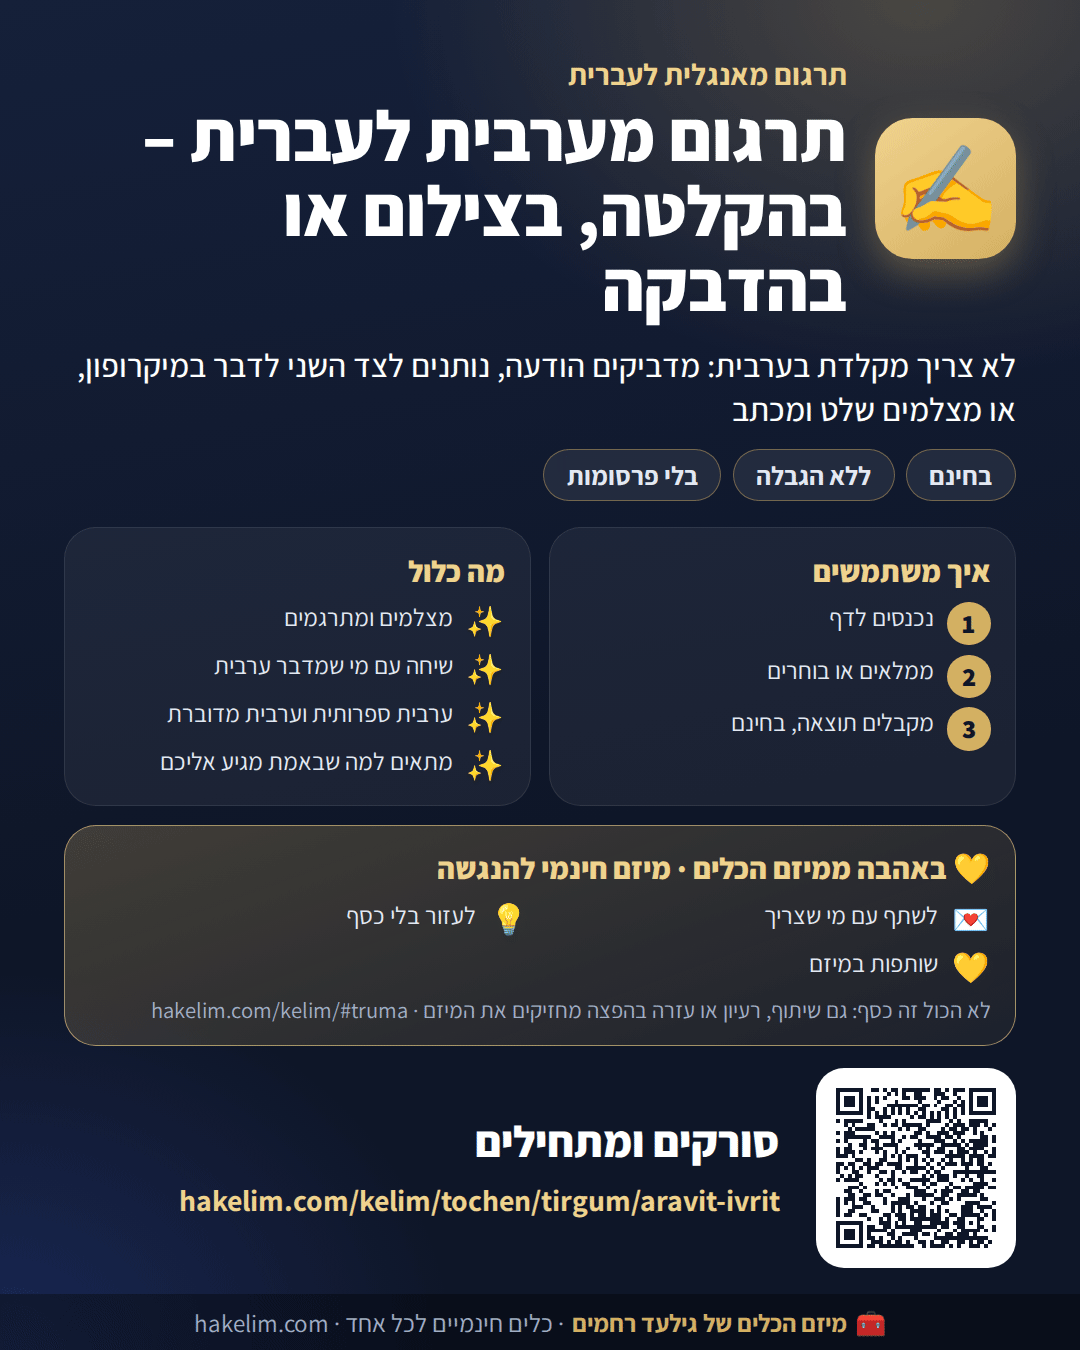 תרגום מאנגלית לעברית
תרגום מערבית לעברית –
בהקלטה, בצילום או
בהדבקה
לא צריך מקלדת בערבית: מדביקים הודעה, נותנים לצד השני לדבר במיקרופון,
או מצלמים שלט ומכתב
בחינם
ללא הגבלה
בלי פרסומות
איך משתמשים
1 נכנסים לדף
2 ממלאים או בוחרים
3 מקבלים תוצאה, בחינם
מה כלול
מצלמים ומתרגמים
שיחה עם מי שמדבר ערבית
ערבית ספרותית וערבית מדוברת
מתאים למה שבאמת מגיע אליכם
באהבה ממיזם הכלים · מיזם חינמי להנגשה
לשתף עם מי שצריך
לעזור בלי כסף
שותפות במיזם
לא הכול זה כסף: גם שיתוף, רעיון או עזרה בהפצה מחזיקים את המיזם · hakelim.com/kelim/#truma
סורקים ומתחילים
hakelim.com/kelim/tochen/tirgum/aravit-ivrit
מיזם הכלים של גילעד רחמים · כלים חינמיים לכל אחד · hakelim.com